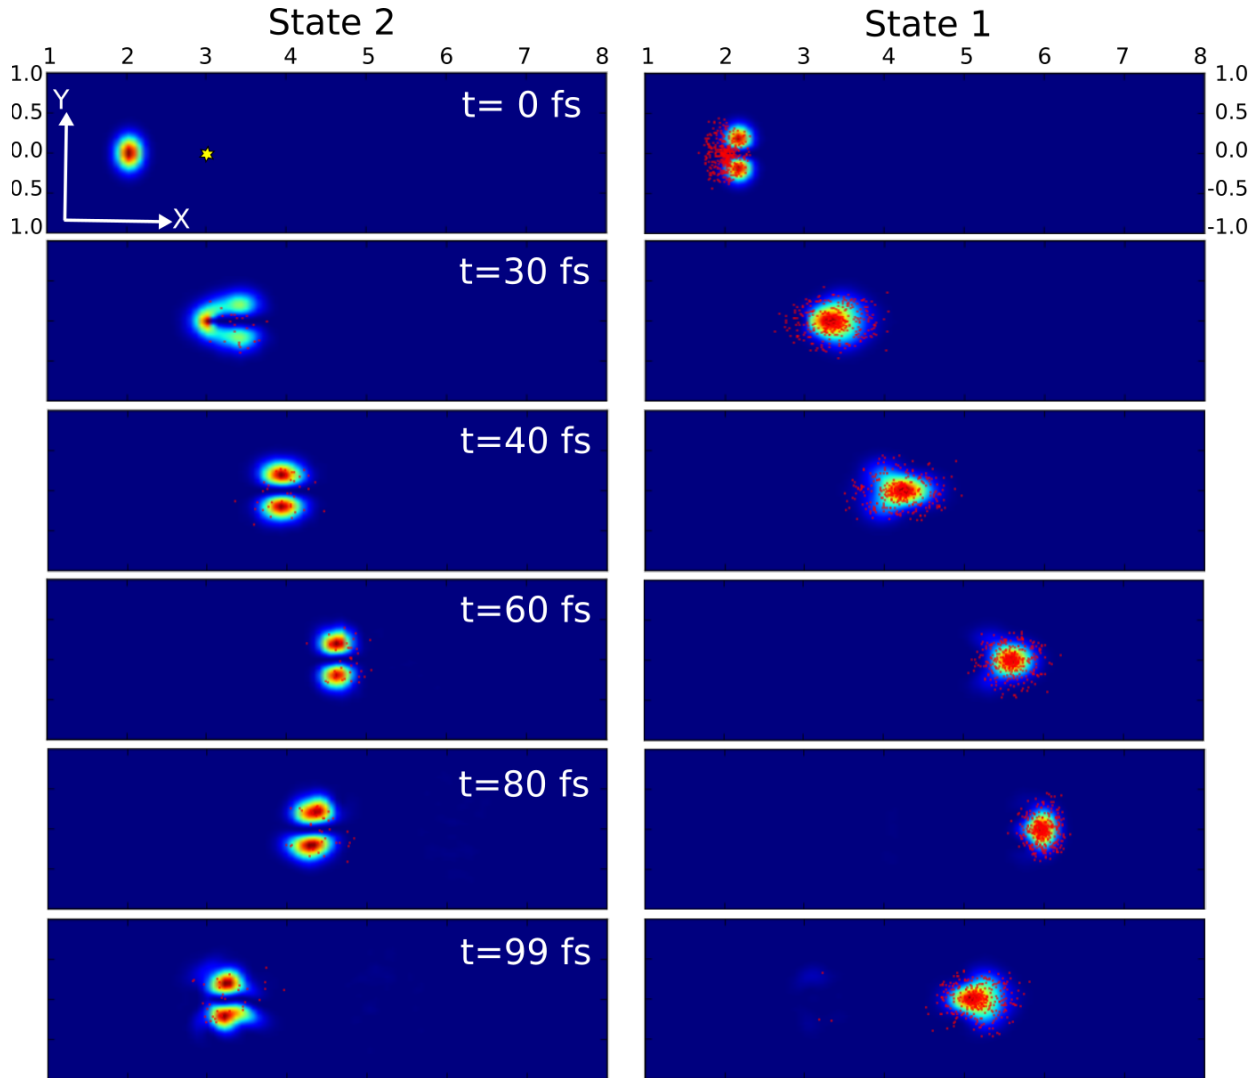 State 2 State 1
1 2 3 4 5 6 7 8 1 2 3 4 5 6 7 8
1.0 1.0
Y t= 0 fs
0.5 0.5
0.0 0.0
0.5 -0.5
X
1.0 -1.0
t=30 fs
t=40 fs
t=60 fs
t=80 fs
t=99 fs